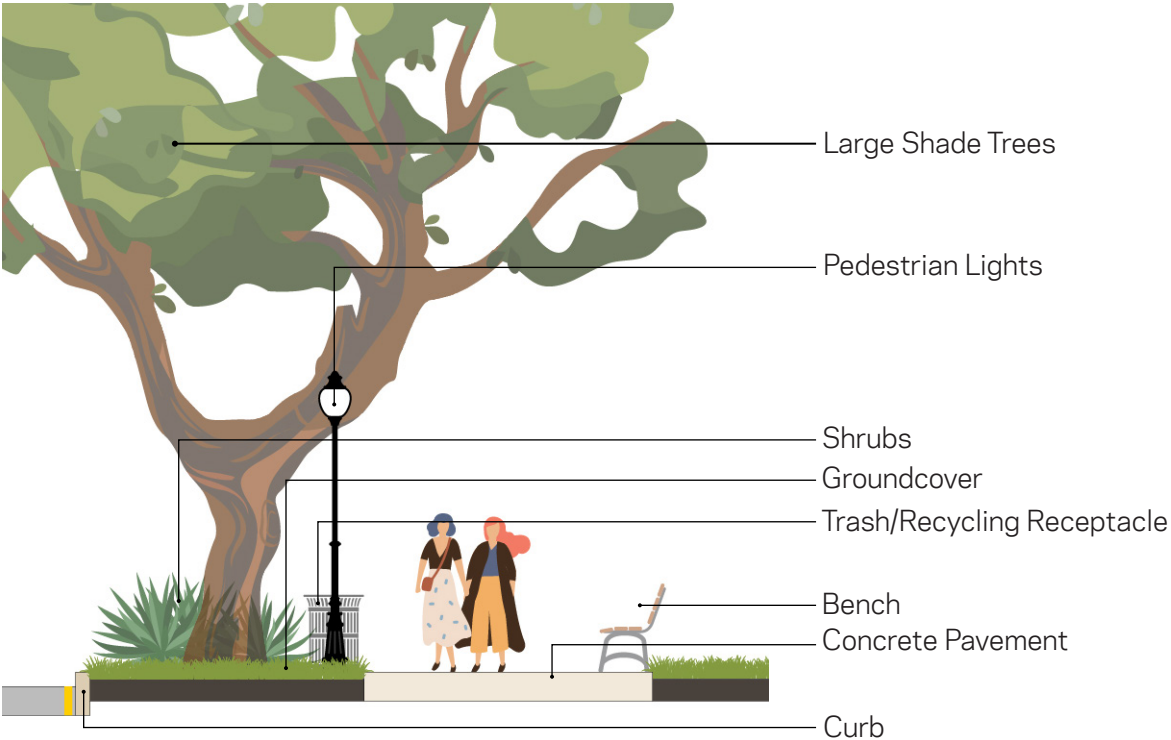 Large Shade Trees
Pedestrian Lights
Shrubs
Groundcover
Trash/Recycling Receptacle
Bench
Concrete Pavement
Curb